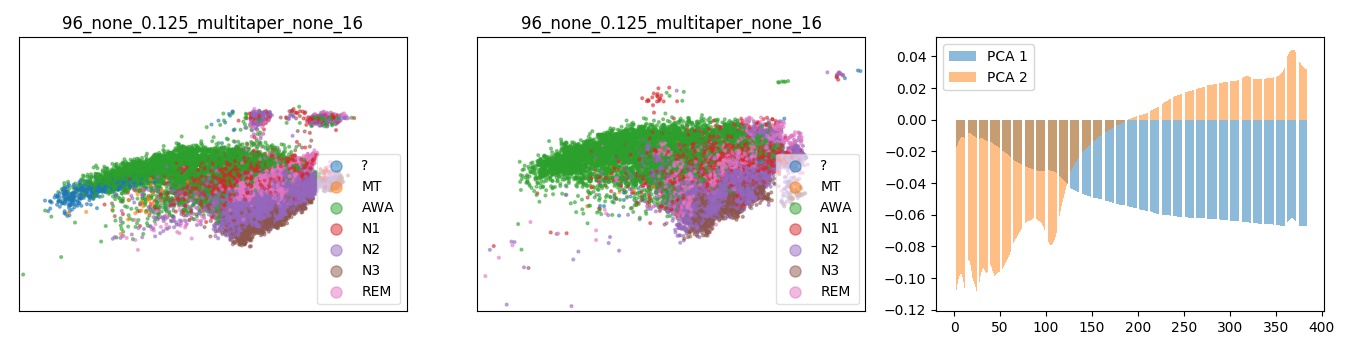 96_none_0.125_multitaper_none_16
?
MT
AWA
N1
N2
N3
REM
96_none_0.125_multitaper_none_16
?
MT
AWA
N1
N2
N3
REM
PCA 1
PCA 2
0.04
0.02
0.00
−0.02
−0.04
−0.06
−0.08
−0.10
−0.12
0 50 100 150 200 250 300 350 400